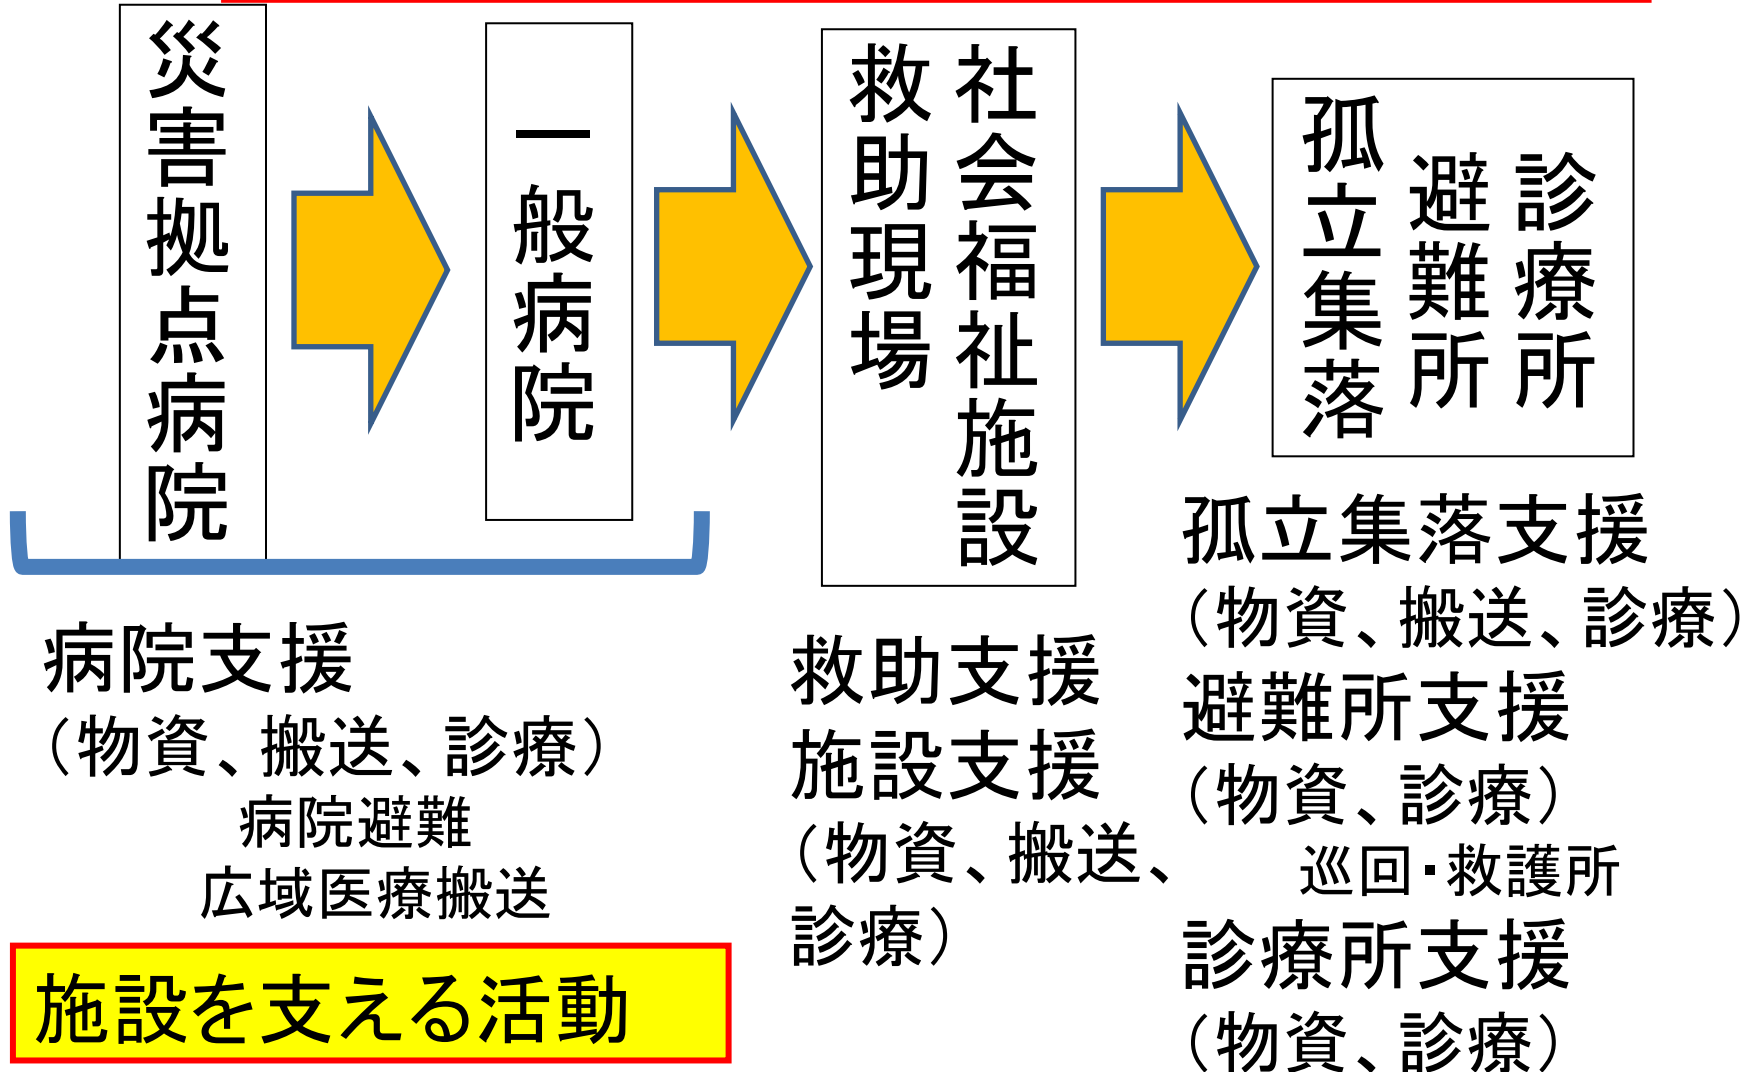 災害拠点病院
一般病院
社会福祉施設
救助現場
診療所
避難所
孤立集落
病院支援
（物資、搬送、診療）
病院避難
広域医療搬送
施設を支える活動
救助支援
施設支援
（物資、搬送、
診療）
孤立集落支援
（物資、搬送、診療）
避難所支援
（物資、診療）
巡回・救護所
診療所支援
（物資、診療）